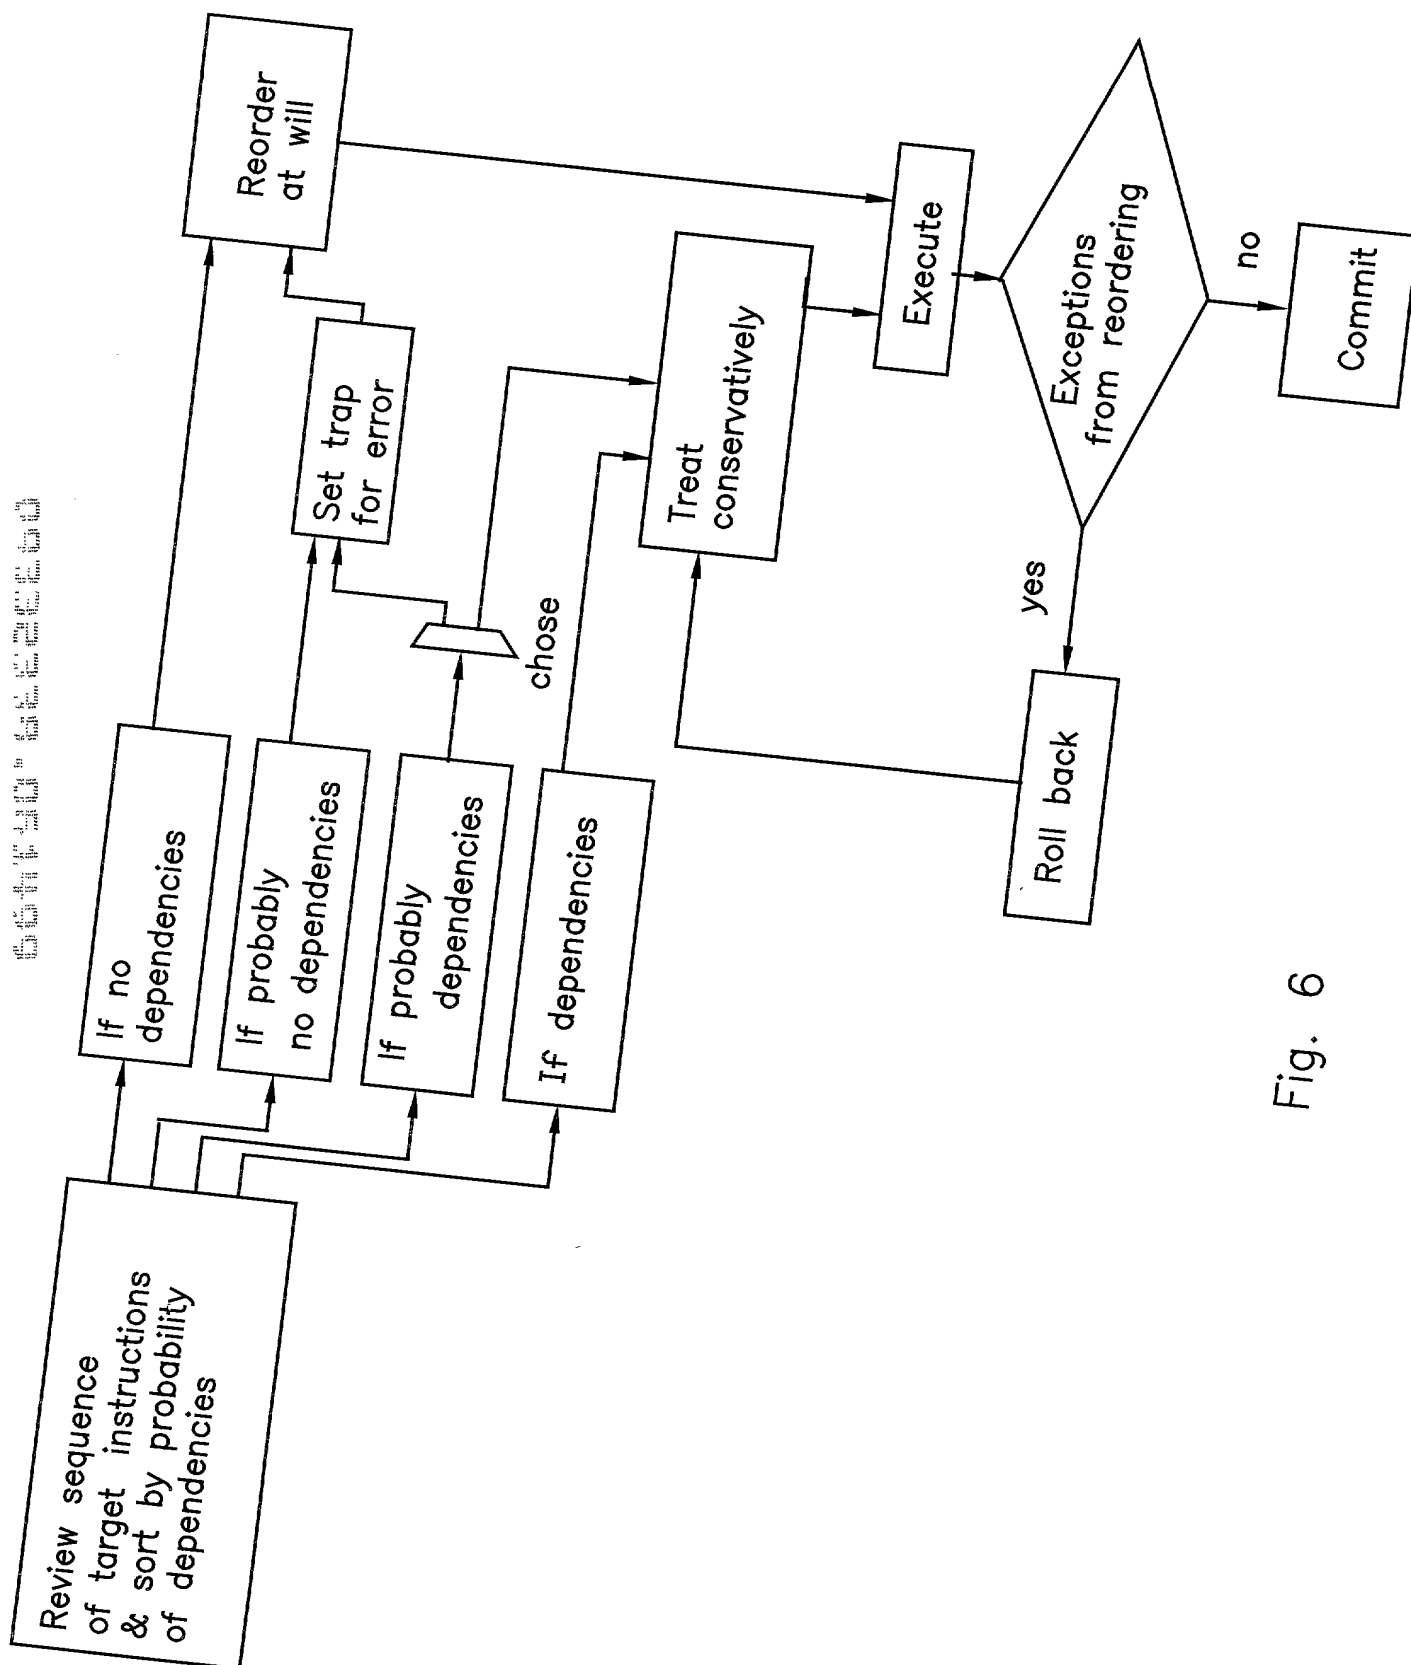 Review sequence
of target instructions
& sort by probability
of dependencies
If no
dependencies
If probably
no dependencies
If probably
dependencies
If dependencies
chose
Set trap
for error
Reorder
at will
Treat
conservatively
Execute
Exceptions
from reordering
yes
no
Roll back
Commit
Fig. 6